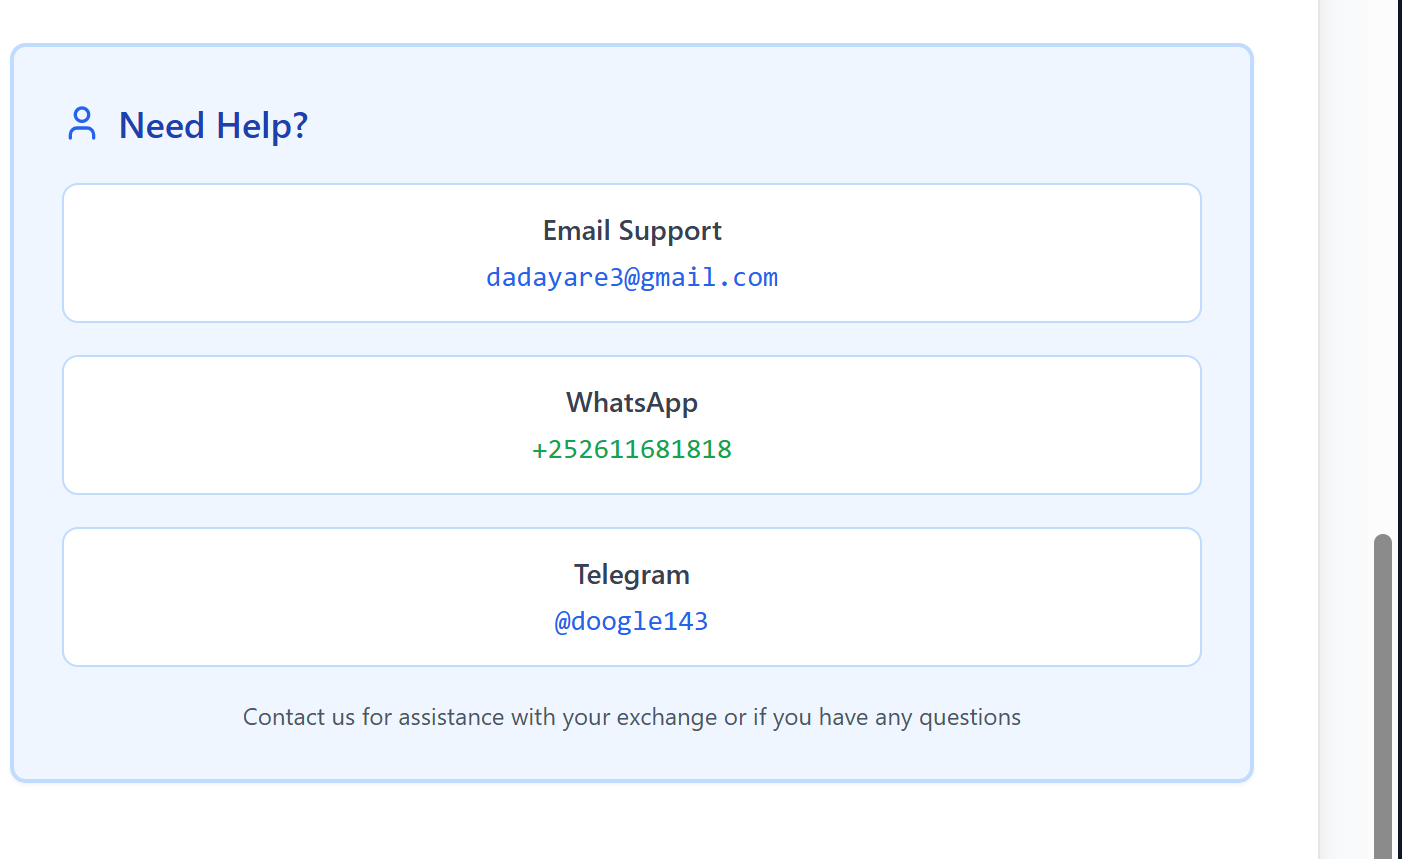 Need Help?
Email Support
dadayare3@gmail.com
WhatsApp
+252611681818
Telegram
@doogle143
Contact us for assistance with your exchange or if you have any questions